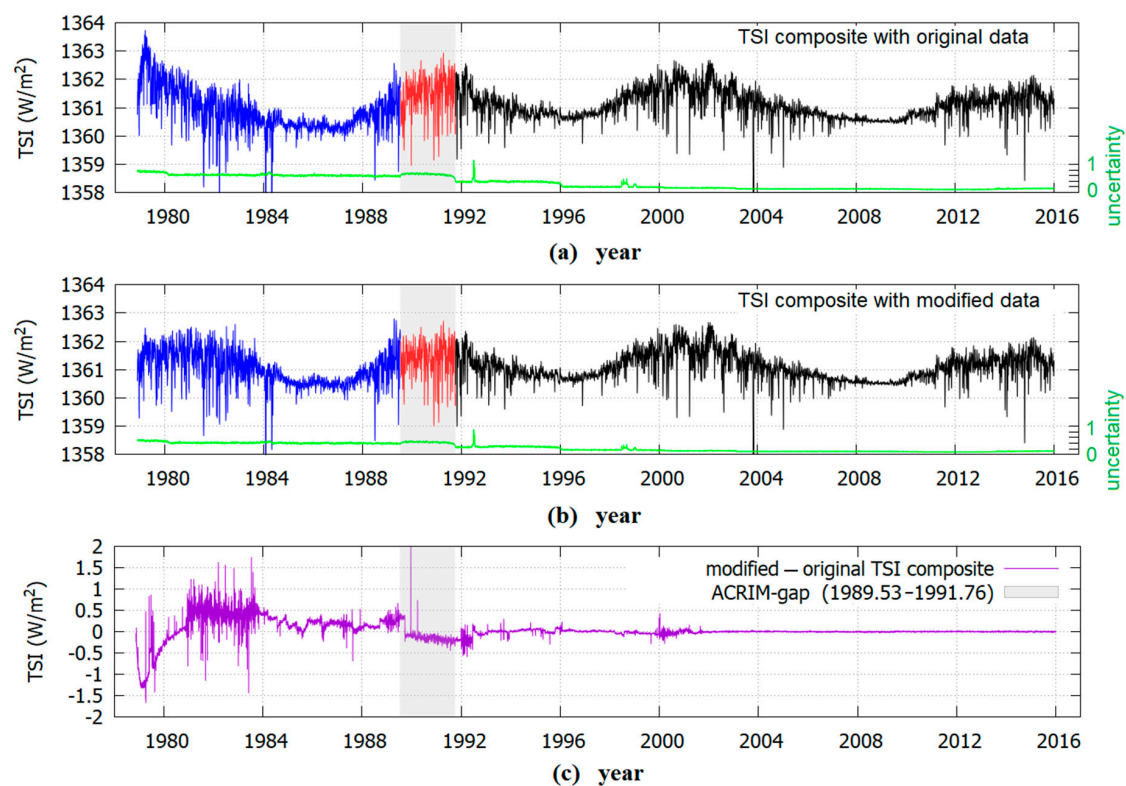 TSI composite with original data
1364
1363
1362
1361
1360
1359
1358
TSI (W/m²)
1
0
uncertainty
1980 1984 1988 1992 1996 2000 2004 2008 2012 2016
(a) year
TSI composite with modified data
1364
1363
1362
1361
1360
1359
1358
TSI (W/m²)
1
0
uncertainty
1980 1984 1988 1992 1996 2000 2004 2008 2012 2016
(b) year
2
1.5
1
0.5
0
-0.5
-1
-1.5
-2
TSI (W/m²)
modified – original TSI composite
ACRIM-gap (1989.53-1991.76)
1980 1984 1988 1992 1996 2000 2004 2008 2012 2016
(c) year